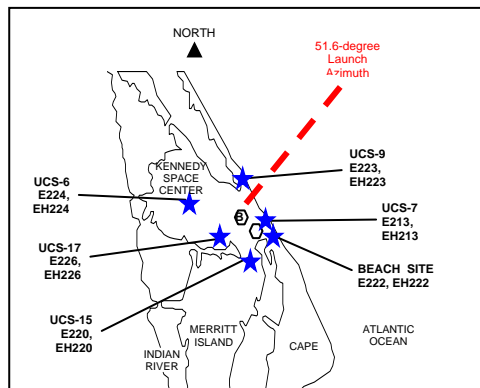 NORTH
51.6-degree
Launch
Azimuth
UCS-9
E223,
EH223
KENNEDY
SPACE
CENTER
UCS-6
E224,
EH224
UCS-7
E213,
EH213
UCS-17
E226,
EH226
BEACH SITE
E222, EH222
UCS-15
E220,
EH220
MERRITT
ISLAND
ATLANTIC
OCEAN
INDIAN
RIVER
CAPE